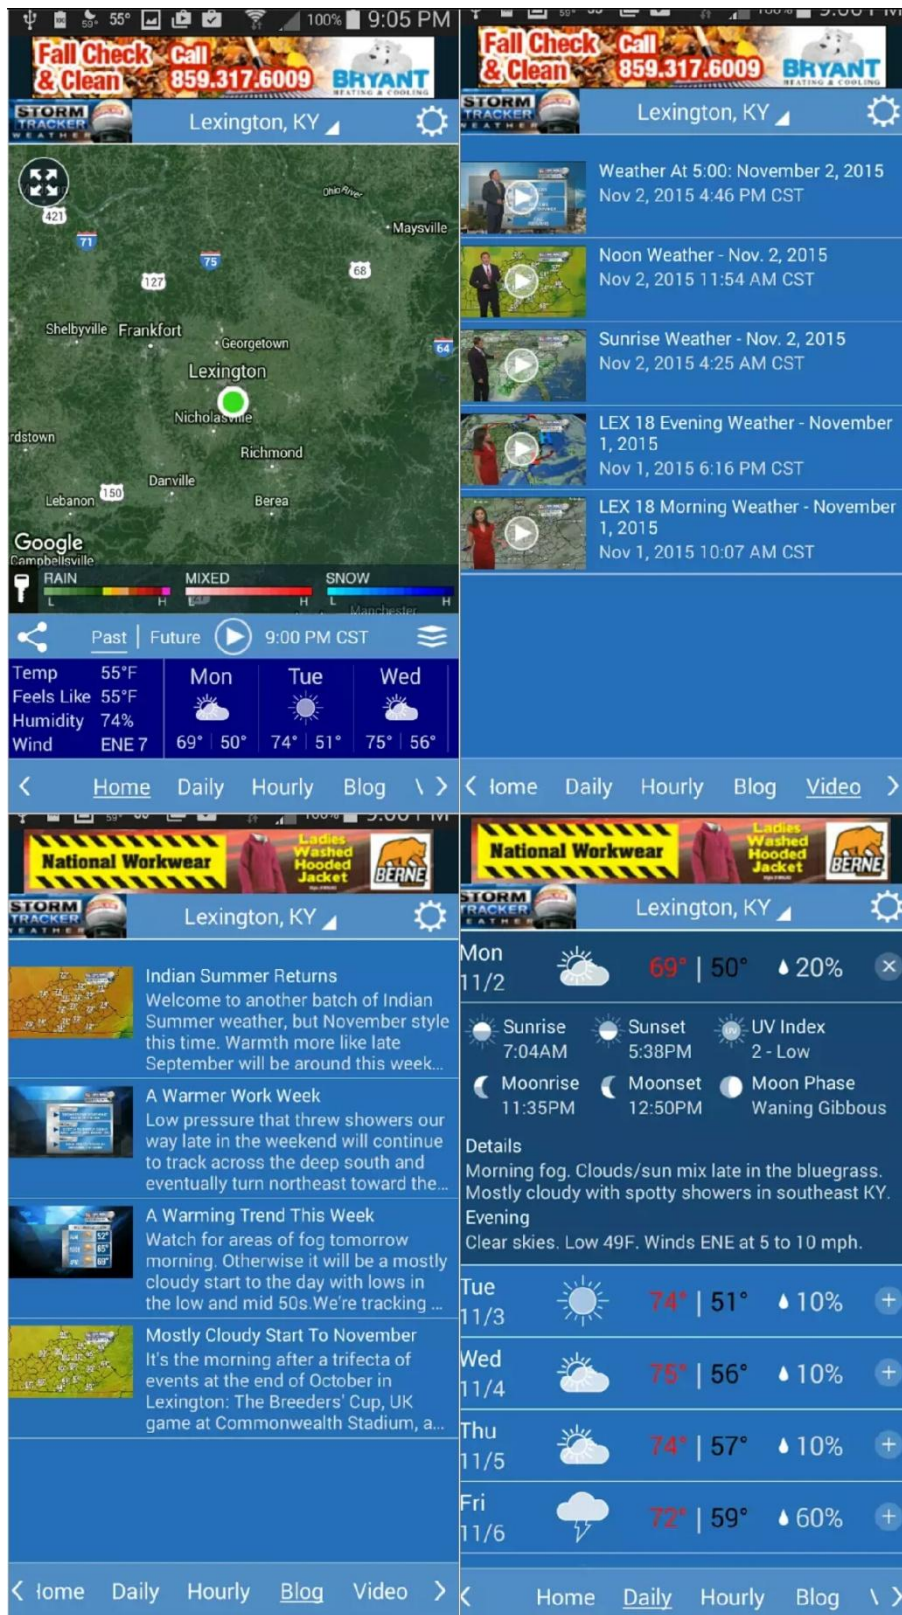 59° 55° 100% 9:05 PM
Fall Check
& Clean
Call
859.317.6009
BRYANT
HEATING & COOLING
STORM
TRACKER
WEATHER
Lexington, KY
421
71
75
127
68
64
150
Ohio River
Maysville
Shelbyville
Frankfort
Georgetown
Lexington
Nicholasville
rdstown
Richmond
Danville
Lebanon
Berea
Google
Campbellsville
RAIN
L H
MIXED
L H
SNOW
L H
Manchester
Past | Future 9:00 PM CST
Temp 55°F
Feels Like 55°F
Humidity 74%
Wind ENE 7
Mon Tue Wed
69° | 50° 74° | 51° 75° | 56°
Home Daily Hourly Blog
Fall Check
& Clean
Call
859.317.6009
BRYANT
HEATING & COOLING
STORM
TRACKER
WEATHER
Lexington, KY
Weather At 5:00: November 2, 2015
Nov 2, 2015 4:46 PM CST
Noon Weather - Nov. 2, 2015
Nov 2, 2015 11:54 AM CST
Sunrise Weather - Nov. 2, 2015
Nov 2, 2015 4:25 AM CST
LEX 18 Evening Weather - November
1, 2015
Nov 1, 2015 6:16 PM CST
LEX 18 Morning Weather - November
1, 2015
Nov 1, 2015 10:07 AM CST
Home Daily Hourly Blog Video
National Workwear
Ladies
Washed
Hooded
Jacket
BERNE
STORM
TRACKER
WEATHER
Lexington, KY
Indian Summer Returns
Welcome to another batch of Indian
Summer weather, but November style
this time. Warmth more like late
September will be around this week...
A Warmer Work Week
Low pressure that threw showers our
way late in the weekend will continue
to track across the deep south and
eventually turn northeast toward the...
A Warming Trend This Week
Watch for areas of fog tomorrow
morning. Otherwise it will be a mostly
cloudy start to the day with lows in
the low and mid 50s.We're tracking ...
Mostly Cloudy Start To November
It's the morning after a trifecta of
events at the end of October in
Lexington: The Breeders' Cup, UK
game at Commonwealth Stadium, a...
Home Daily Hourly Blog Video
National Workwear
Ladies
Washed
Hooded
Jacket
BERNE
STORM
TRACKER
WEATHER
Lexington, KY
Mon
11/2
69° | 50° 20%
Sunrise
7:04AM
Sunset
5:38PM
UV Index
2 - Low
Moonrise
11:35PM
Moonset
12:50PM
Moon Phase
Waning Gibbous
Details
Morning fog. Clouds/sun mix late in the bluegrass.
Mostly cloudy with spotty showers in southeast KY.
Evening
Clear skies. Low 49F. Winds ENE at 5 to 10 mph.
Tue
11/3
74° | 51° 10%
Wed
11/4
75° | 56° 10%
Thu
11/5
74° | 57° 10%
Fri
11/6
72° | 59° 60%
Home Daily Hourly Blog